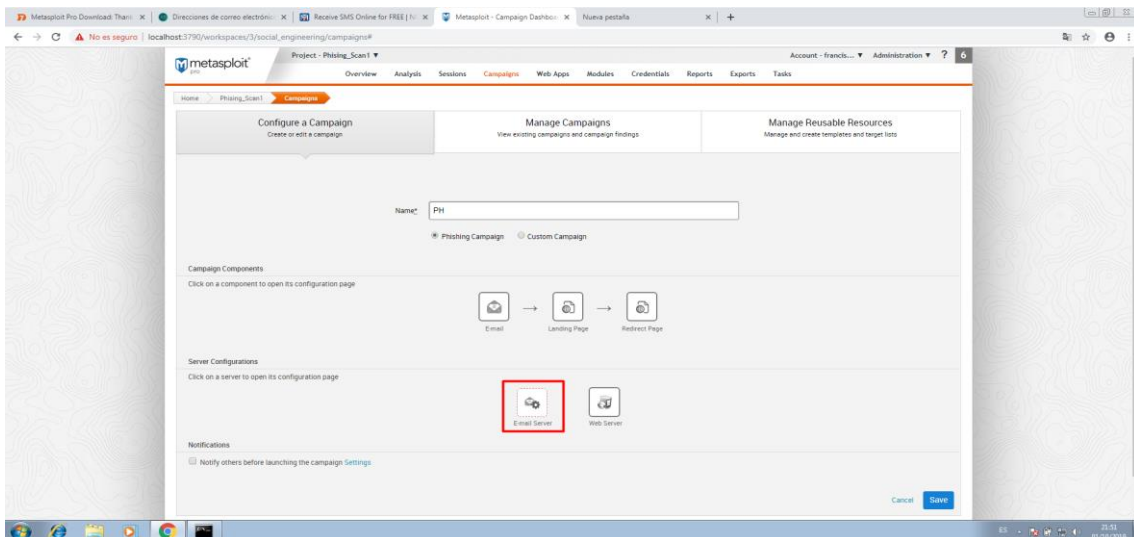 Metasploit Pro Download: Thank
Direcciones de correo electrónic
Receive SMS Online for FREE | N
Metasploit - Campaign Dashboar
Nueva pestaña
No es seguro | localhost:3790/workspaces/3/social_engineering/campaigns#
metasploit
pro
Project - Phising_Scan1 ▼
Account - francis... ▼
Administration ▼
?
6
Overview
Analysis
Sessions
Campaigns
Web Apps
Modules
Credentials
Reports
Exports
Tasks
Home
Phising_Scan1
Campaigns
Configure a Campaign
Create or edit a campaign
Manage Campaigns
View existing campaigns and campaign findings
Manage Reusable Resources
Manage and create templates and target lists
Name*
PH
Phishing Campaign
Custom Campaign
Campaign Components
Click on a component to open its configuration page
E-mail
Landing Page
Redirect Page
Server Configurations
Click on a server to open its configuration page
E-mail Server
Web Server
Notifications
Notify others before launching the campaign Settings
Cancel
Save
ES
21:51